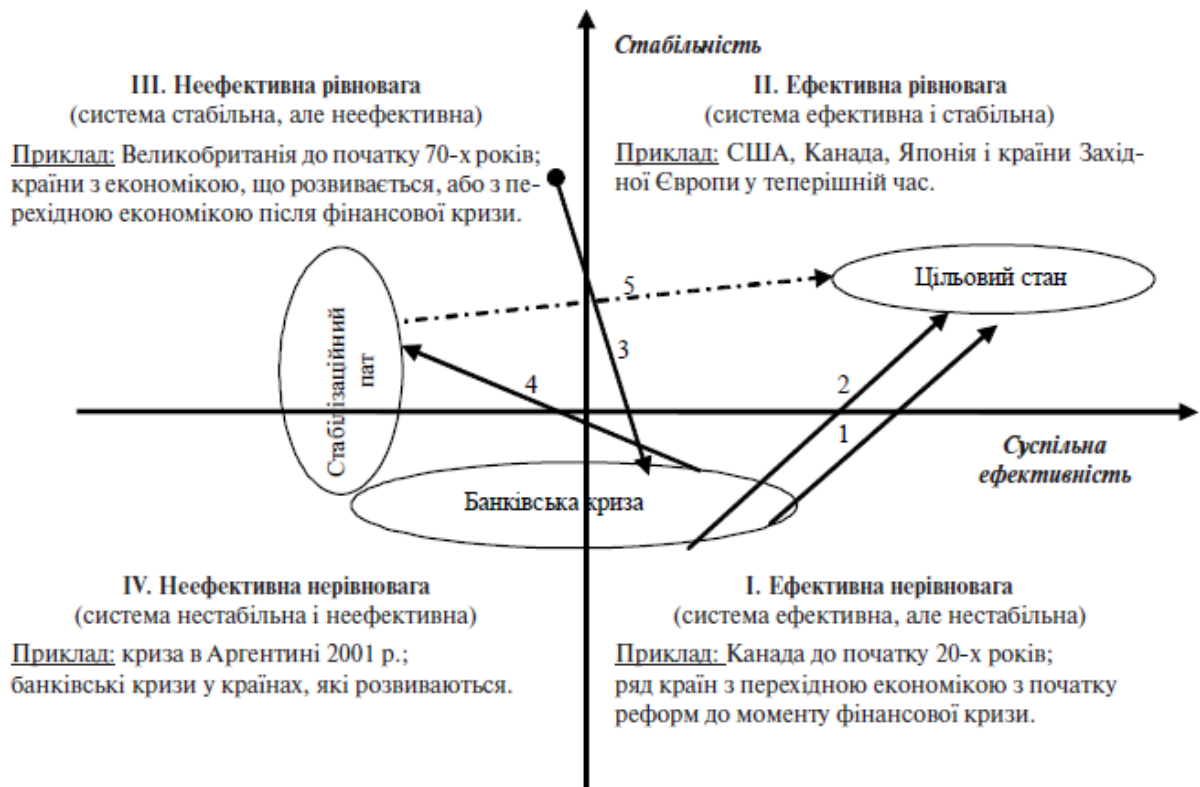 Стабільність
III. Неефективна рівновага
(система стабільна, але неефективна)
Приклад: Великобританія до початку 70-х років;
країни з економікою, що розвивається, або з пе-
рехідною економікою після фінансової кризи.
II. Ефективна рівновага
(система ефективна і стабільна)
Приклад: США, Канада, Японія і країни Захід-
ної Європи у теперішній час.
Цільовий стан
5
3
4
2
1
Стабілізаційний
пат
Суспільна
ефективність
Банківська криза
IV. Неефективна нерівновага
(система нестабільна і неефективна)
Приклад: криза в Аргентині 2001 р.;
банківські кризи у країнах, які розвиваються.
I. Ефективна нерівновага
(система ефективна, але нестабільна)
Приклад: Канада до початку 20-х років;
ряд країн з перехідною економікою з початку
реформ до моменту фінансової кризи.